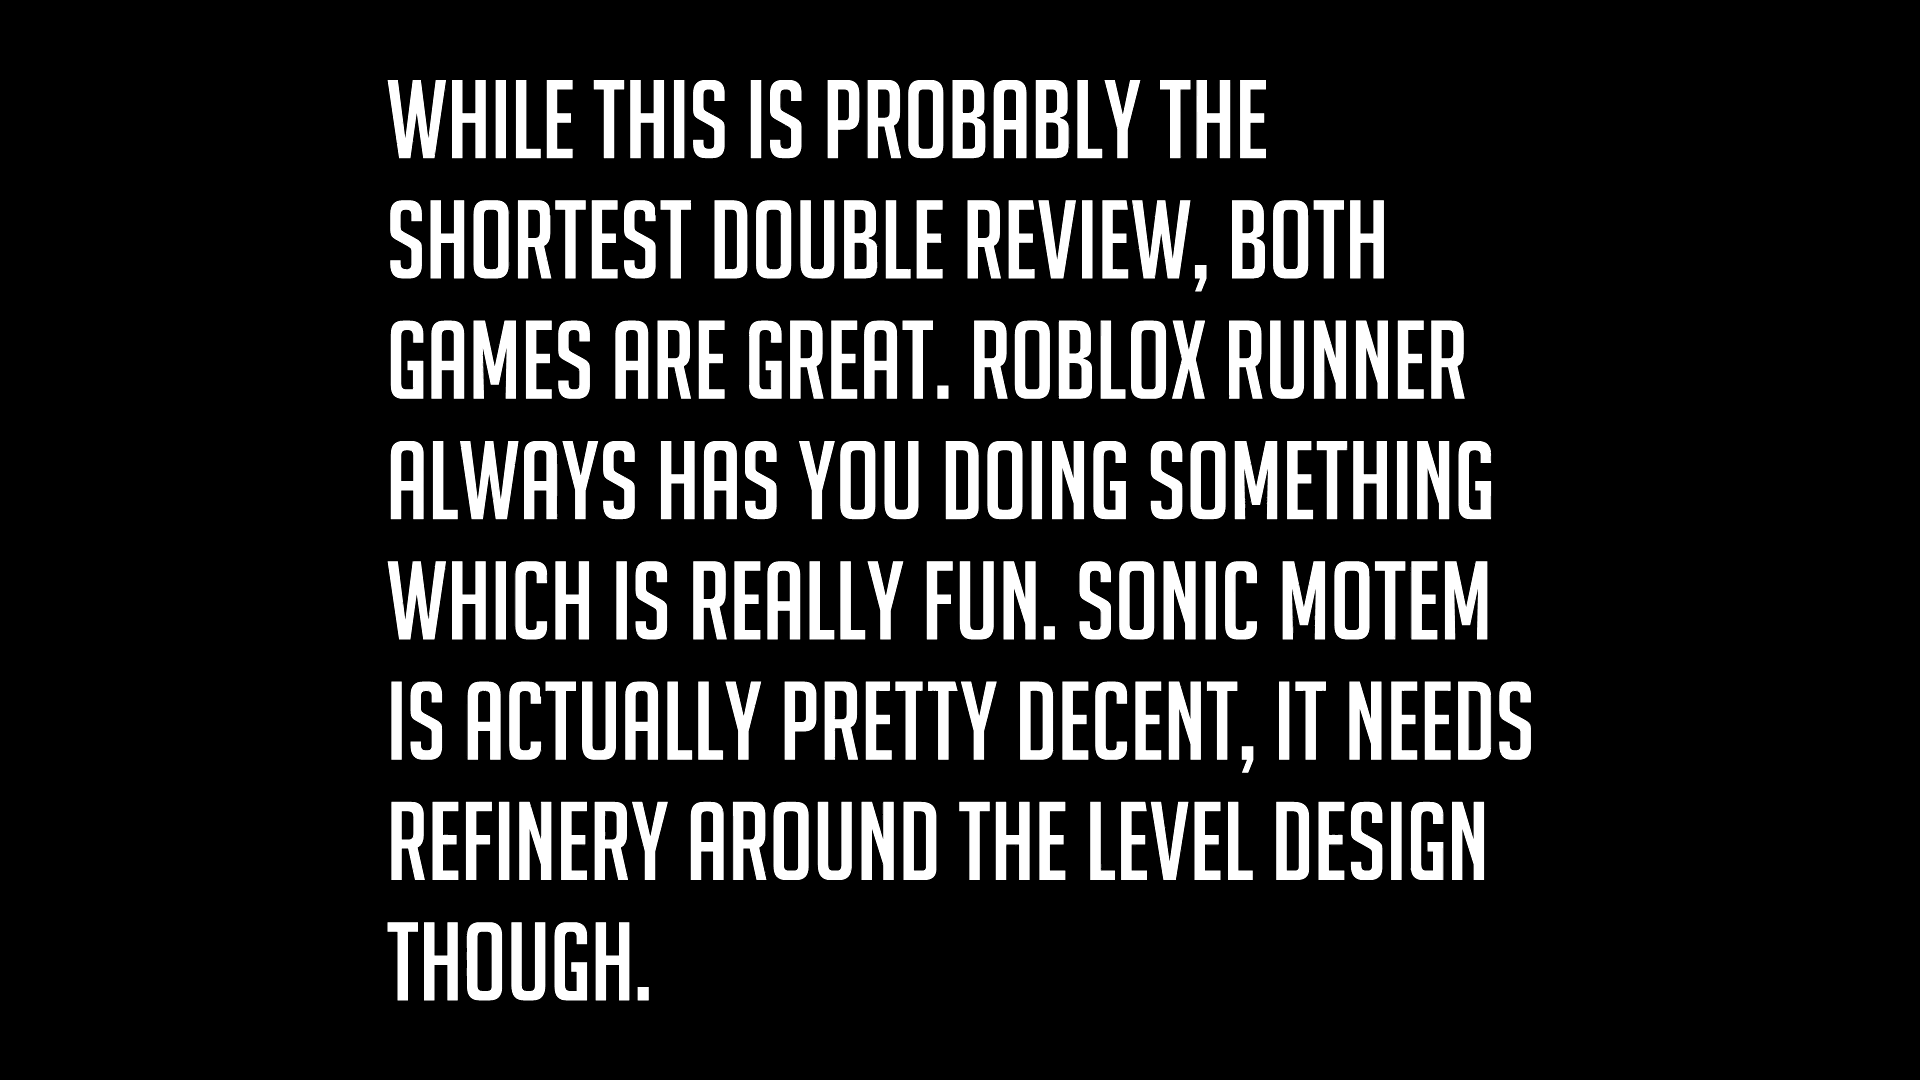 WHILE THIS IS PROBABLY THE
SHORTEST DOUBLE REVIEW, BOTH
GAMES ARE GREAT. ROBLOX RUNNER
ALWAYS HAS YOU DOING SOMETHING
WHICH IS REALLY FUN. SONIC MOTEM
IS ACTUALLY PRETTY DECENT, IT NEEDS
REFINERY AROUND THE LEVEL DESIGN
THOUGH.